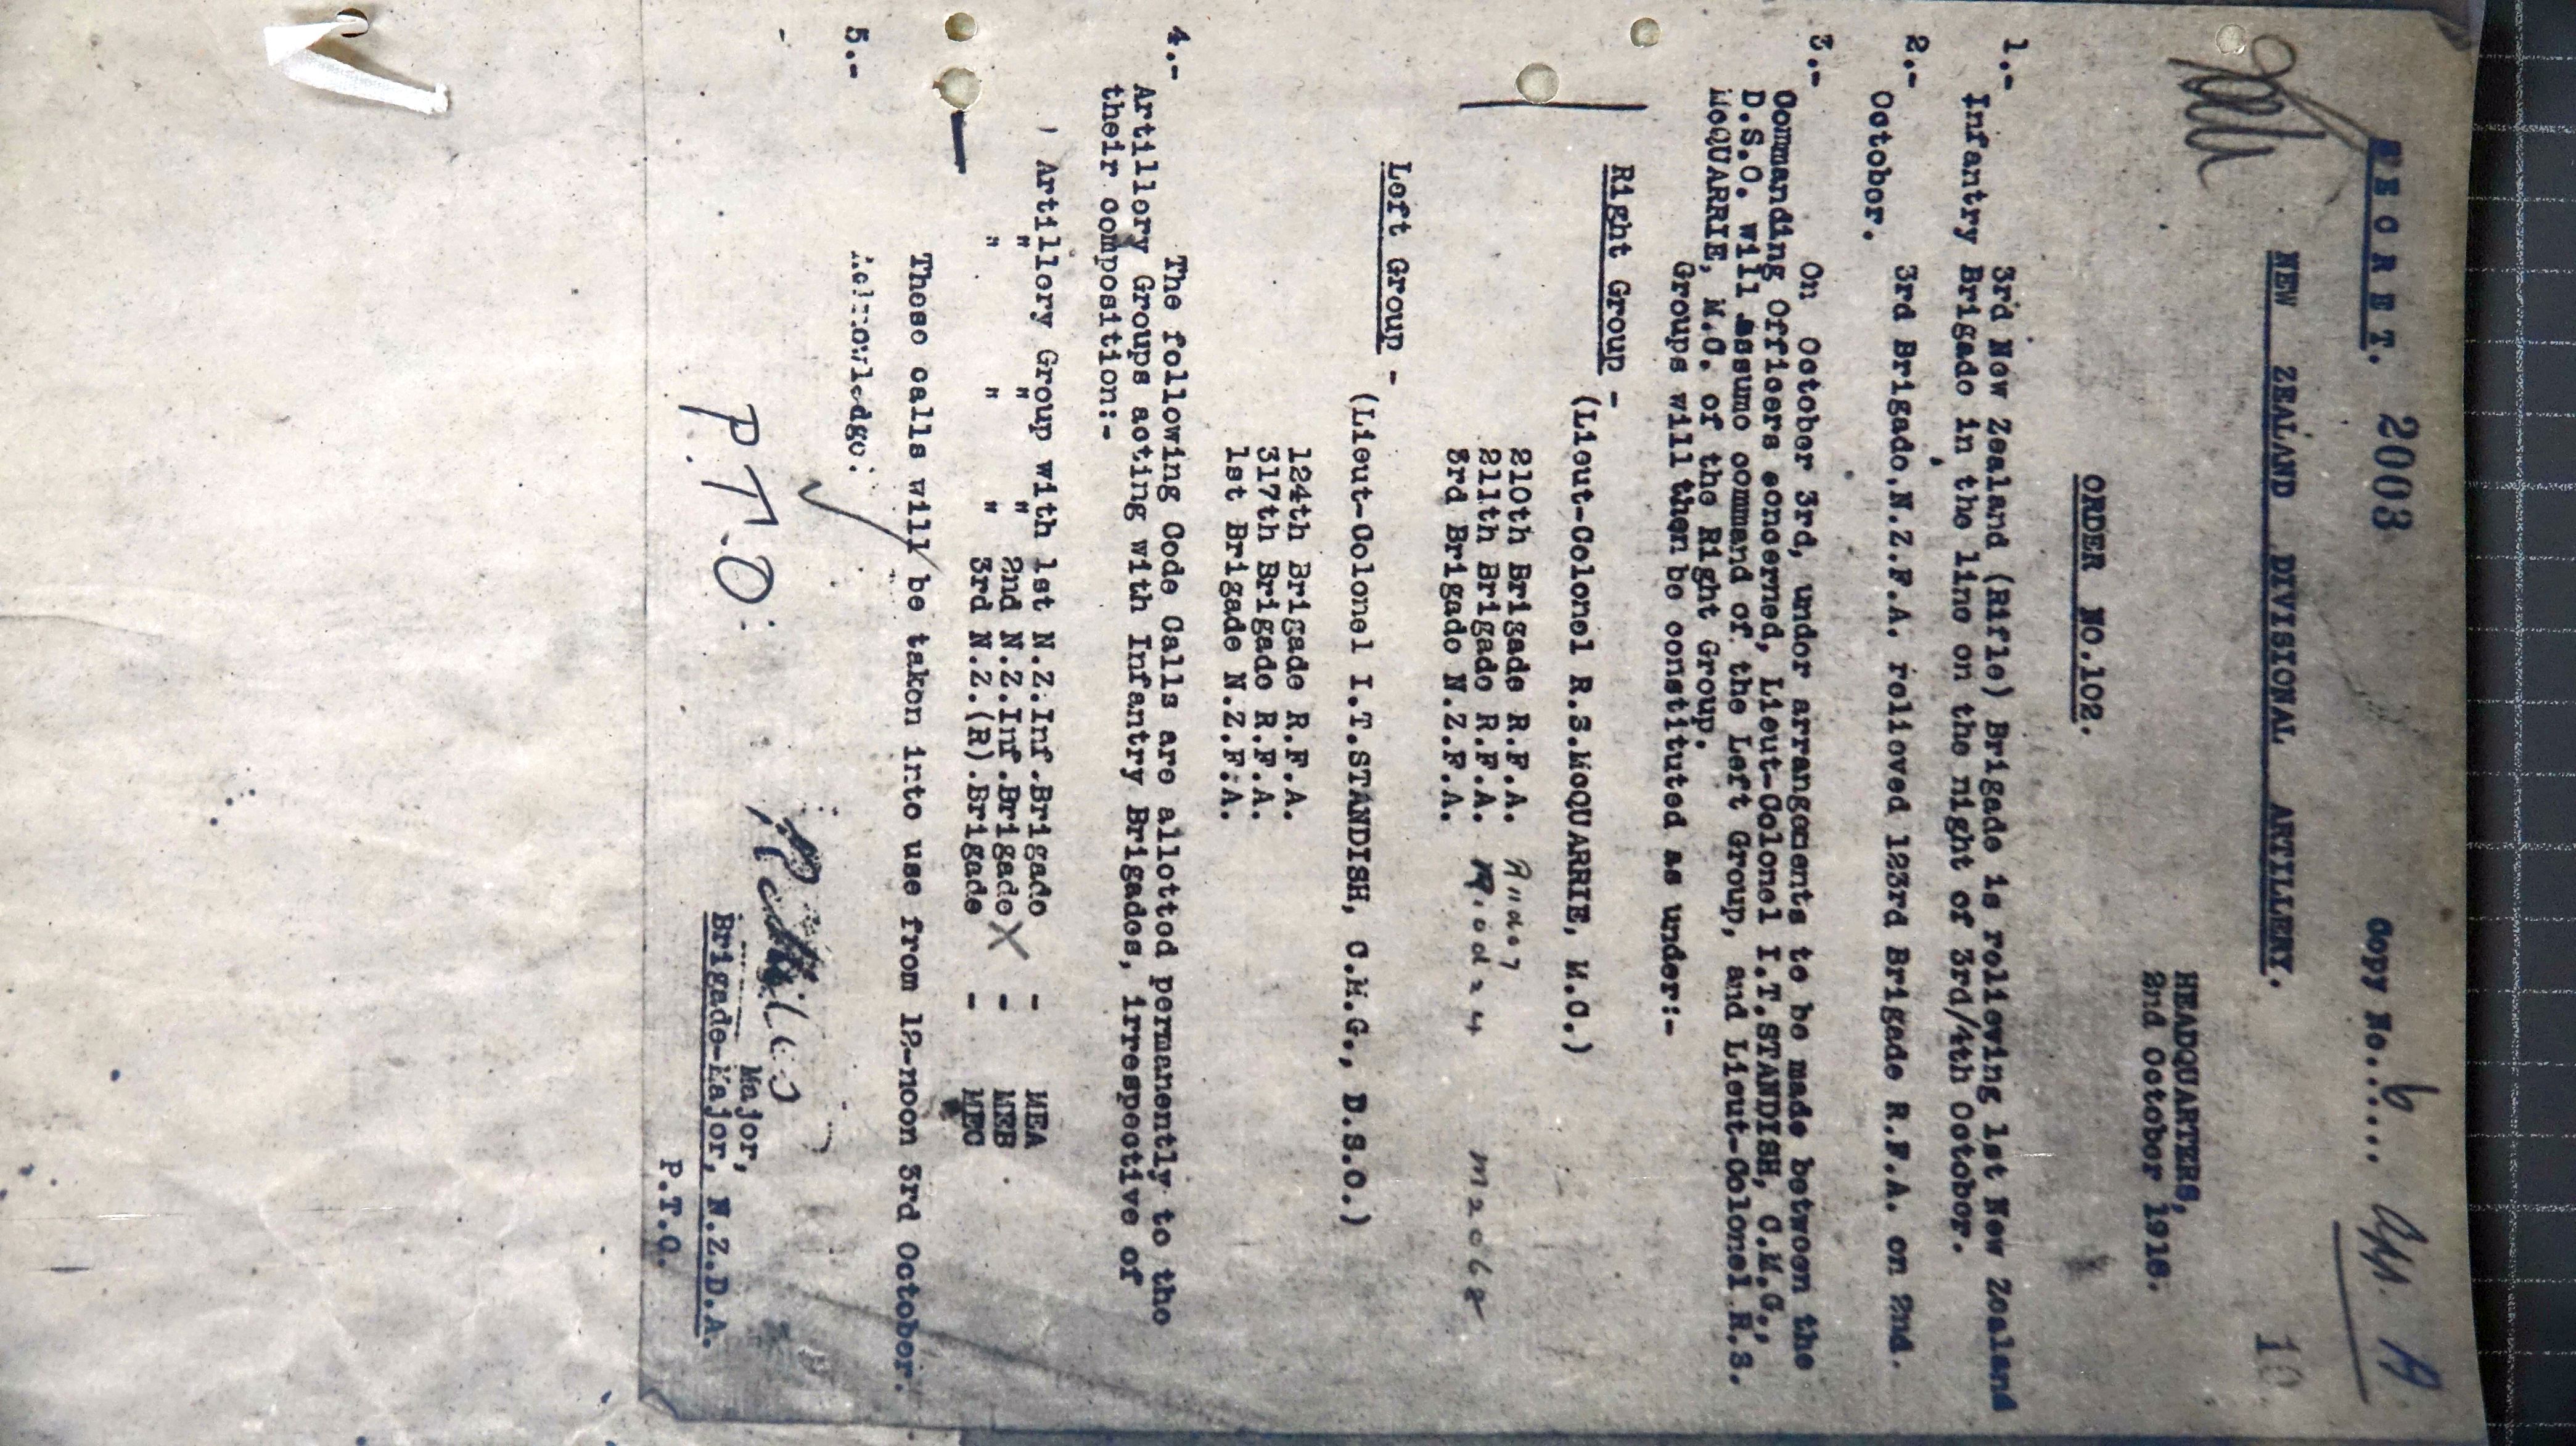 SECRET. 2003 Copy No. 6 App. A
NEW ZEALAND DIVISIONAL ARTILLERY. 10
HEADQUARTERS,
2nd October 1918.
ORDER NO.102.
1.- 3rd New Zealand (Rifle) Brigade is relieving 1st New Zealand
Infantry Brigade in the line on the night of 3rd/4th October.
2.- 3rd Brigade,N.Z.F.A. relieved 123rd Brigade R.F.A. on 2nd.
October.
3.- On October 3rd, under arrangements to be made between the
Commanding Officers concerned, Lieut-Colonel I.T.STANDISH, C.M.G.,
D.S.O. will assume command of the Left Group, and Lieut-Colonel R.S.
McQUARRIE, M.C. of the Right Group.
Groups will then be constituted as under:-
Right Group - (Lieut-Colonel R.S.McQUARRIE, M.C.)
210th Brigade R.F.A.
211th Brigade R.F.A.
3rd Brigade N.Z.F.A.
Left Group - (Lieut-Colonel I.T.STANDISH, C.M.G., D.S.O.)
124th Brigade R.F.A.
317th Brigade R.F.A.
1st Brigade N.Z.F.A.
4.- The following Code Calls are allotted permanently to the
Artillery Groups acting with Infantry Brigades, irrespective of
their composition:-
) Artillery Group with 1st N.Z.Inf.Brigade - MEA
" " " 2nd N.Z.Inf.Brigade X - MEB
" " " 3rd N.Z.(R).Brigade - MEC
These calls will be taken into use from 12-noon 3rd October.
5.- Acknowledge.
Major,
P.T.O. Brigade-Major, N.Z.D.A.
P.T.O.